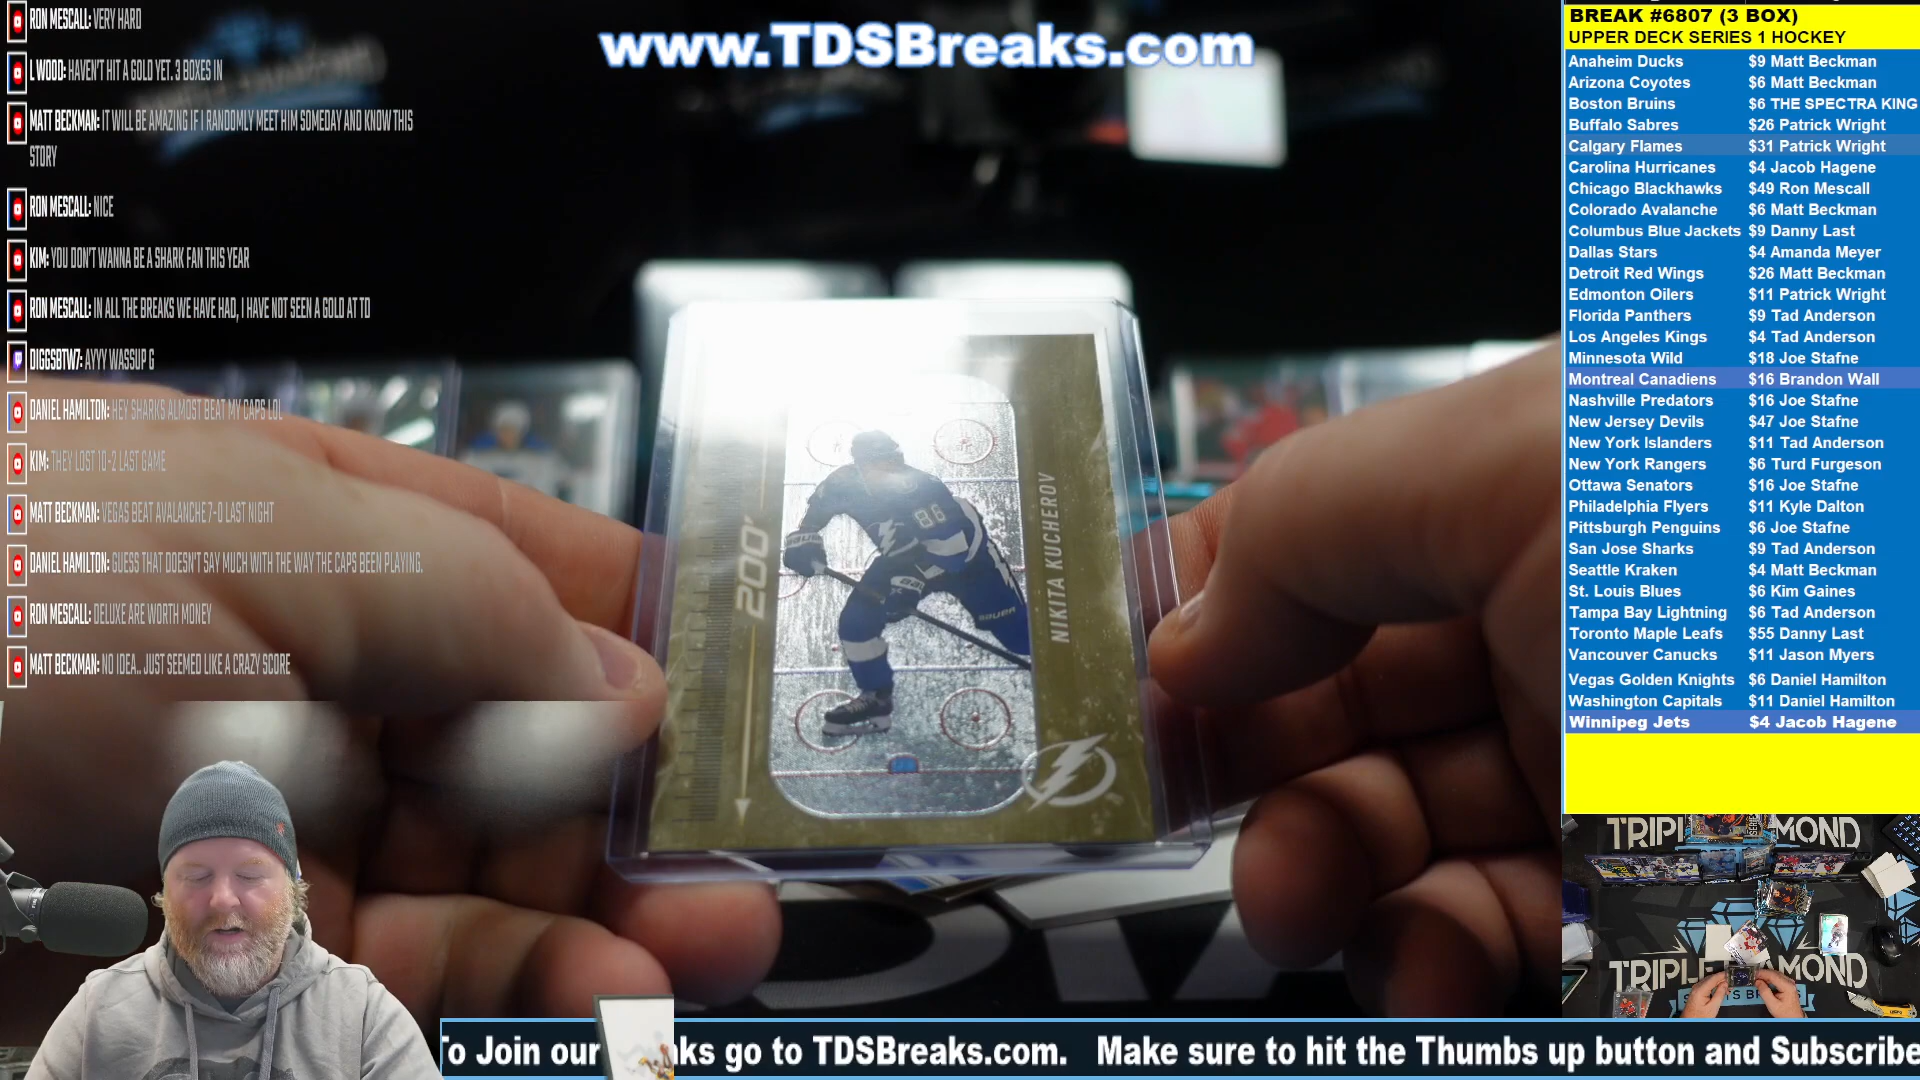 RON MESCALL: VERY HARD
L WOOD: HAVEN'T HIT A GOLD YET. 3 BOXES IN
MATT BECKMAN: IT WILL BE AMAZING IF I RANDOMLY MEET HIM SOMEDAY AND KNOW THIS
STORY
RON MESCALL: NICE
KIM: YOU DON'T WANNA BE A SHARK FAN THIS YEAR
RON MESCALL: IN ALL THE BREAKS WE HAVE HAD, I HAVE NOT SEEN A GOLD AT TD
DIGGSBTW7: AYYY WASSUP G
DANIEL HAMILTON: HEY SHARKS ALMOST BEAT MY CAPS LOL
KIM: THEY LOST 10-2 LAST GAME
MATT BECKMAN: VEGAS BEAT AVALANCHE 7-0 LAST NIGHT
DANIEL HAMILTON: GUESS THAT DOESN'T SAY MUCH WITH THE WAY THE CAPS BEEN PLAYING.
RON MESCALL: DELUXE ARE WORTH MONEY
MATT BECKMAN: NO IDEA.. JUST SEEMED LIKE A CRAZY SCORE
www.TDSBreaks.com
200'
86
NIKITA KUCHEROV
BAUER
BREAK #6807 (3 BOX)
UPPER DECK SERIES 1 HOCKEY
Anaheim Ducks $9 Matt Beckman
Arizona Coyotes $6 Matt Beckman
Boston Bruins $6 THE SPECTRA KING
Buffalo Sabres $26 Patrick Wright
Calgary Flames $31 Patrick Wright
Carolina Hurricanes $4 Jacob Hagene
Chicago Blackhawks $49 Ron Mescall
Colorado Avalanche $6 Matt Beckman
Columbus Blue Jackets $9 Danny Last
Dallas Stars $4 Amanda Meyer
Detroit Red Wings $26 Matt Beckman
Edmonton Oilers $11 Patrick Wright
Florida Panthers $9 Tad Anderson
Los Angeles Kings $4 Tad Anderson
Minnesota Wild $18 Joe Stafne
Montreal Canadiens $16 Brandon Wall
Nashville Predators $16 Joe Stafne
New Jersey Devils $47 Joe Stafne
New York Islanders $11 Tad Anderson
New York Rangers $6 Turd Furgeson
Ottawa Senators $16 Joe Stafne
Philadelphia Flyers $11 Kyle Dalton
Pittsburgh Penguins $6 Joe Stafne
San Jose Sharks $9 Tad Anderson
Seattle Kraken $4 Matt Beckman
St. Louis Blues $6 Kim Gaines
Tampa Bay Lightning $6 Tad Anderson
Toronto Maple Leafs $55 Danny Last
Vancouver Canucks $11 Jason Myers
Vegas Golden Knights $6 Daniel Hamilton
Washington Capitals $11 Daniel Hamilton
Winnipeg Jets $4 Jacob Hagene
To Join our nks go to TDSBreaks.com. Make sure to hit the Thumbs up button and Subscribe